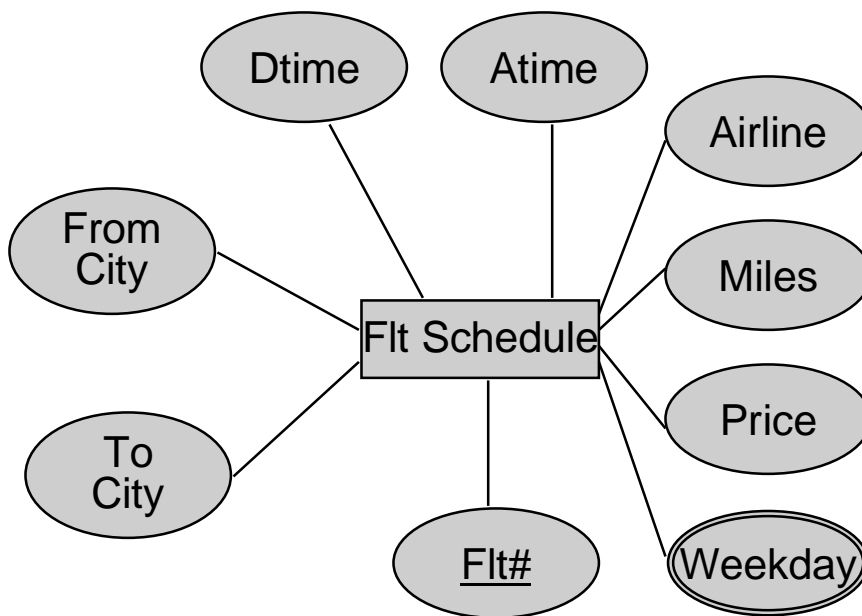 Dtime
Atime
Airline
From
City
Miles
Flt Schedule
Price
To
City
Flt#
Weekday